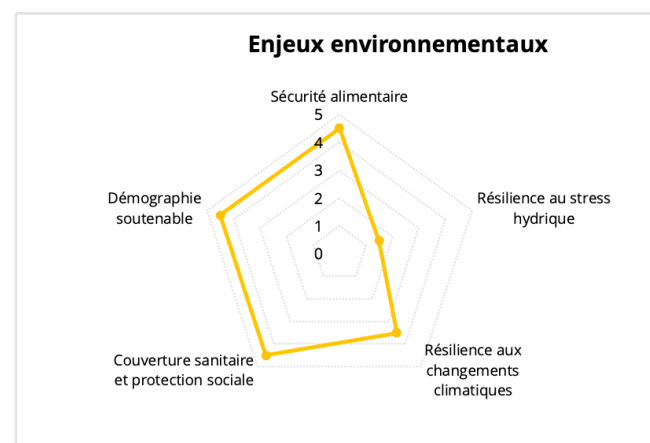 Enjeux environnementaux
Sécurité alimentaire
5
4
3
2
1
0
Démographie
soutenable
Résilience au stress
hydrique
Couverture sanitaire
et protection sociale
Résilience aux
changements
climatiques